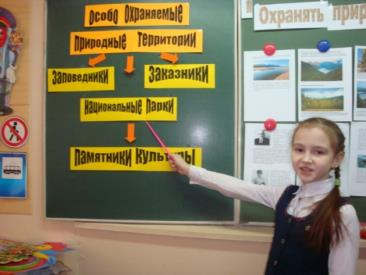 Особо охраняемые
природные территории
Заповедники
Заказники
Национальные парки
Памятники культуры
Охранять при